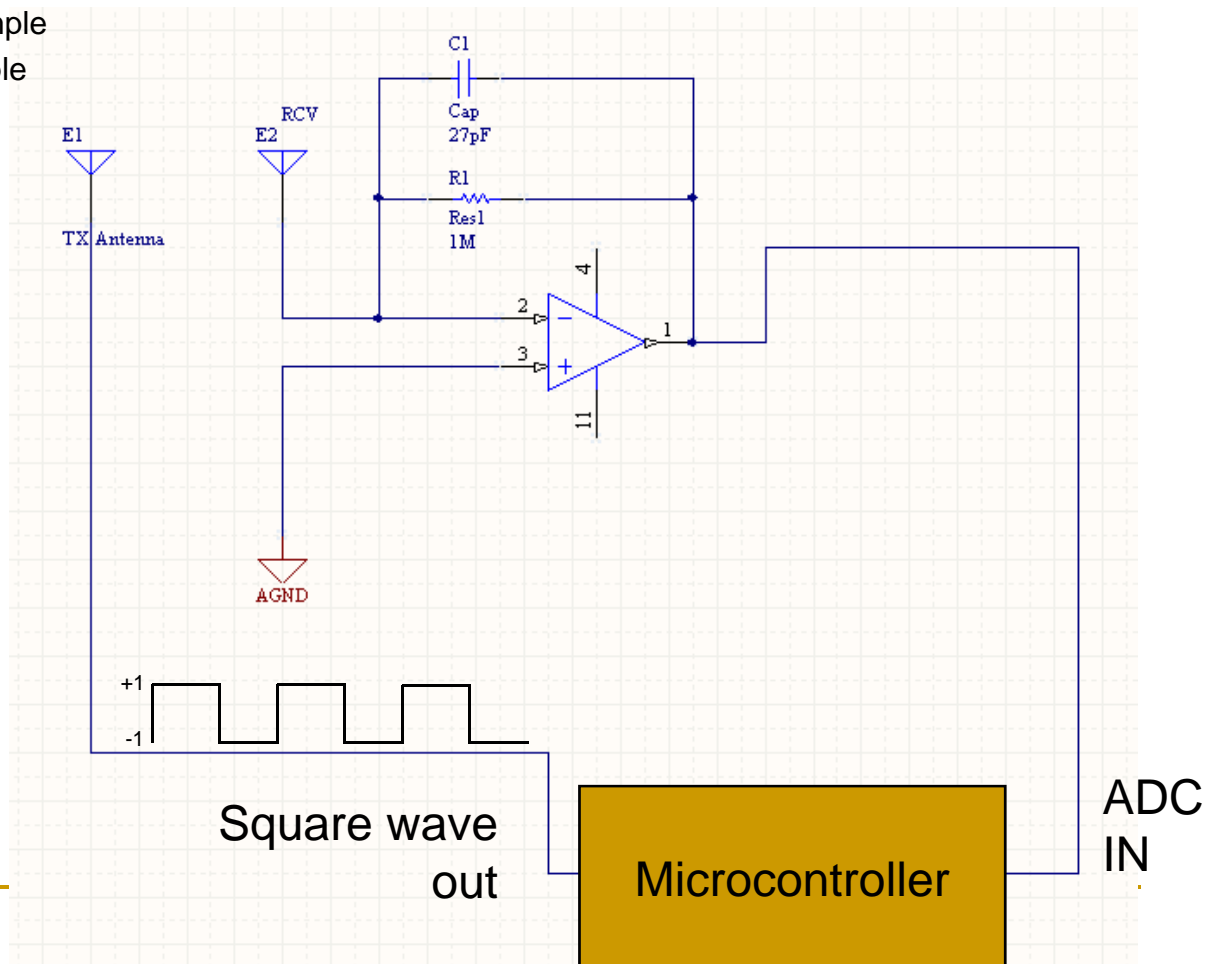 C1
Cap
27pF
RCV
E1
E2
R1
Res1
1M
TX Antenna
4
2
1
3
11
AGND
+1
-1
Square wave
out
Microcontroller
ADC
IN